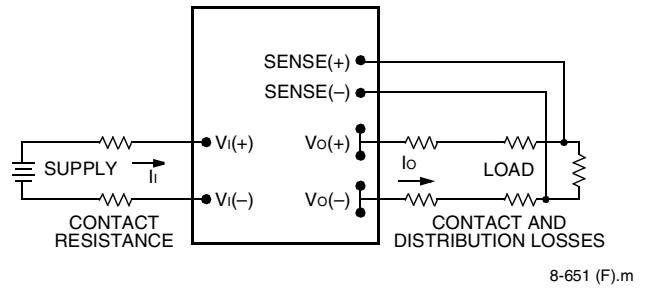 SENSE(+)
SENSE(–)
SUPPLY
II
VI(+)
VO(+)
IO
LOAD
VI(–)
VO(–)
CONTACT
RESISTANCE
CONTACT AND
DISTRIBUTION LOSSES
8-651 (F).m